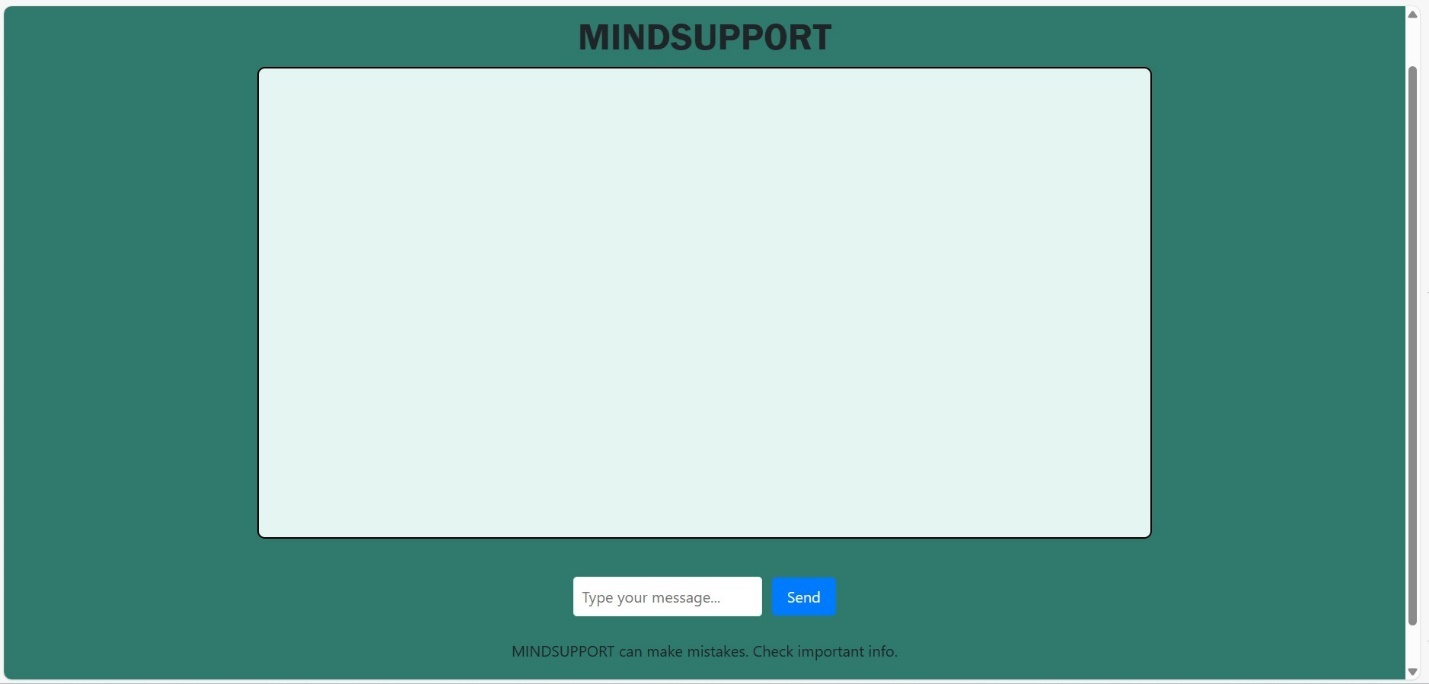 MINDSUPPORT
Type your message...
Send
MINDSUPPORT can make mistakes. Check important info.